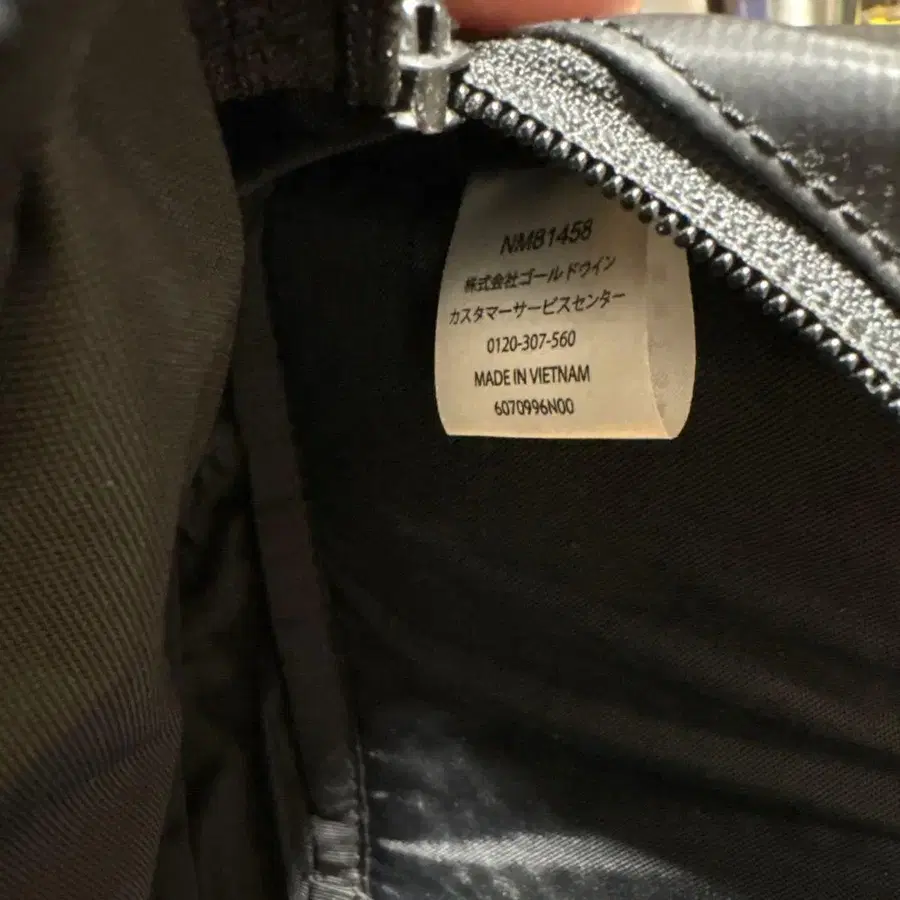 NM81458
株式会社ゴールドウイン
カスタマーサービスセンター
0120-307-560
MADE IN VIETNAM
6070996N00